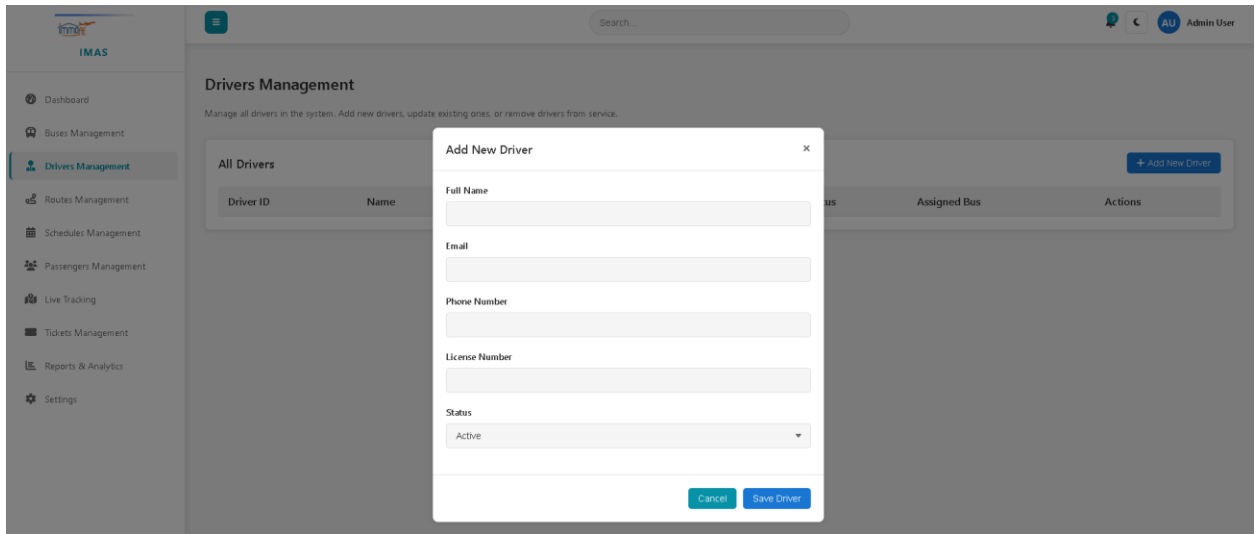 immore
IMAS
Search...
AU
Admin User
Dashboard
Buses Management
Drivers Management
Routes Management
Schedules Management
Passengers Management
Live Tracking
Tickets Management
Reports & Analytics
Settings
Drivers Management
Manage all drivers in the system. Add new drivers, update existing ones, or remove drivers from service.
All Drivers
+ Add New Driver
Driver ID
Name
Assigned Bus
Actions
Add New Driver
×
Full Name
Email
Phone Number
License Number
Status
Active
Cancel
Save Driver